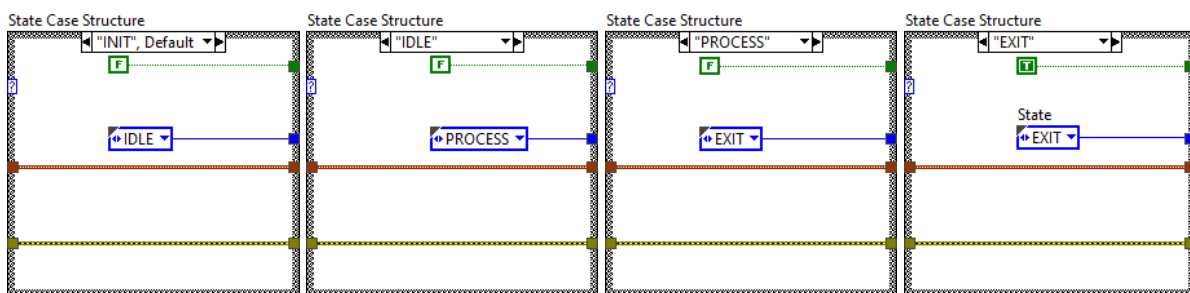 State Case Structure
"INIT", Default
F
?
IDLE
State Case Structure
"IDLE"
F
?
PROCESS
State Case Structure
"PROCESS"
F
?
EXIT
State Case Structure
"EXIT"
T
?
State
EXIT